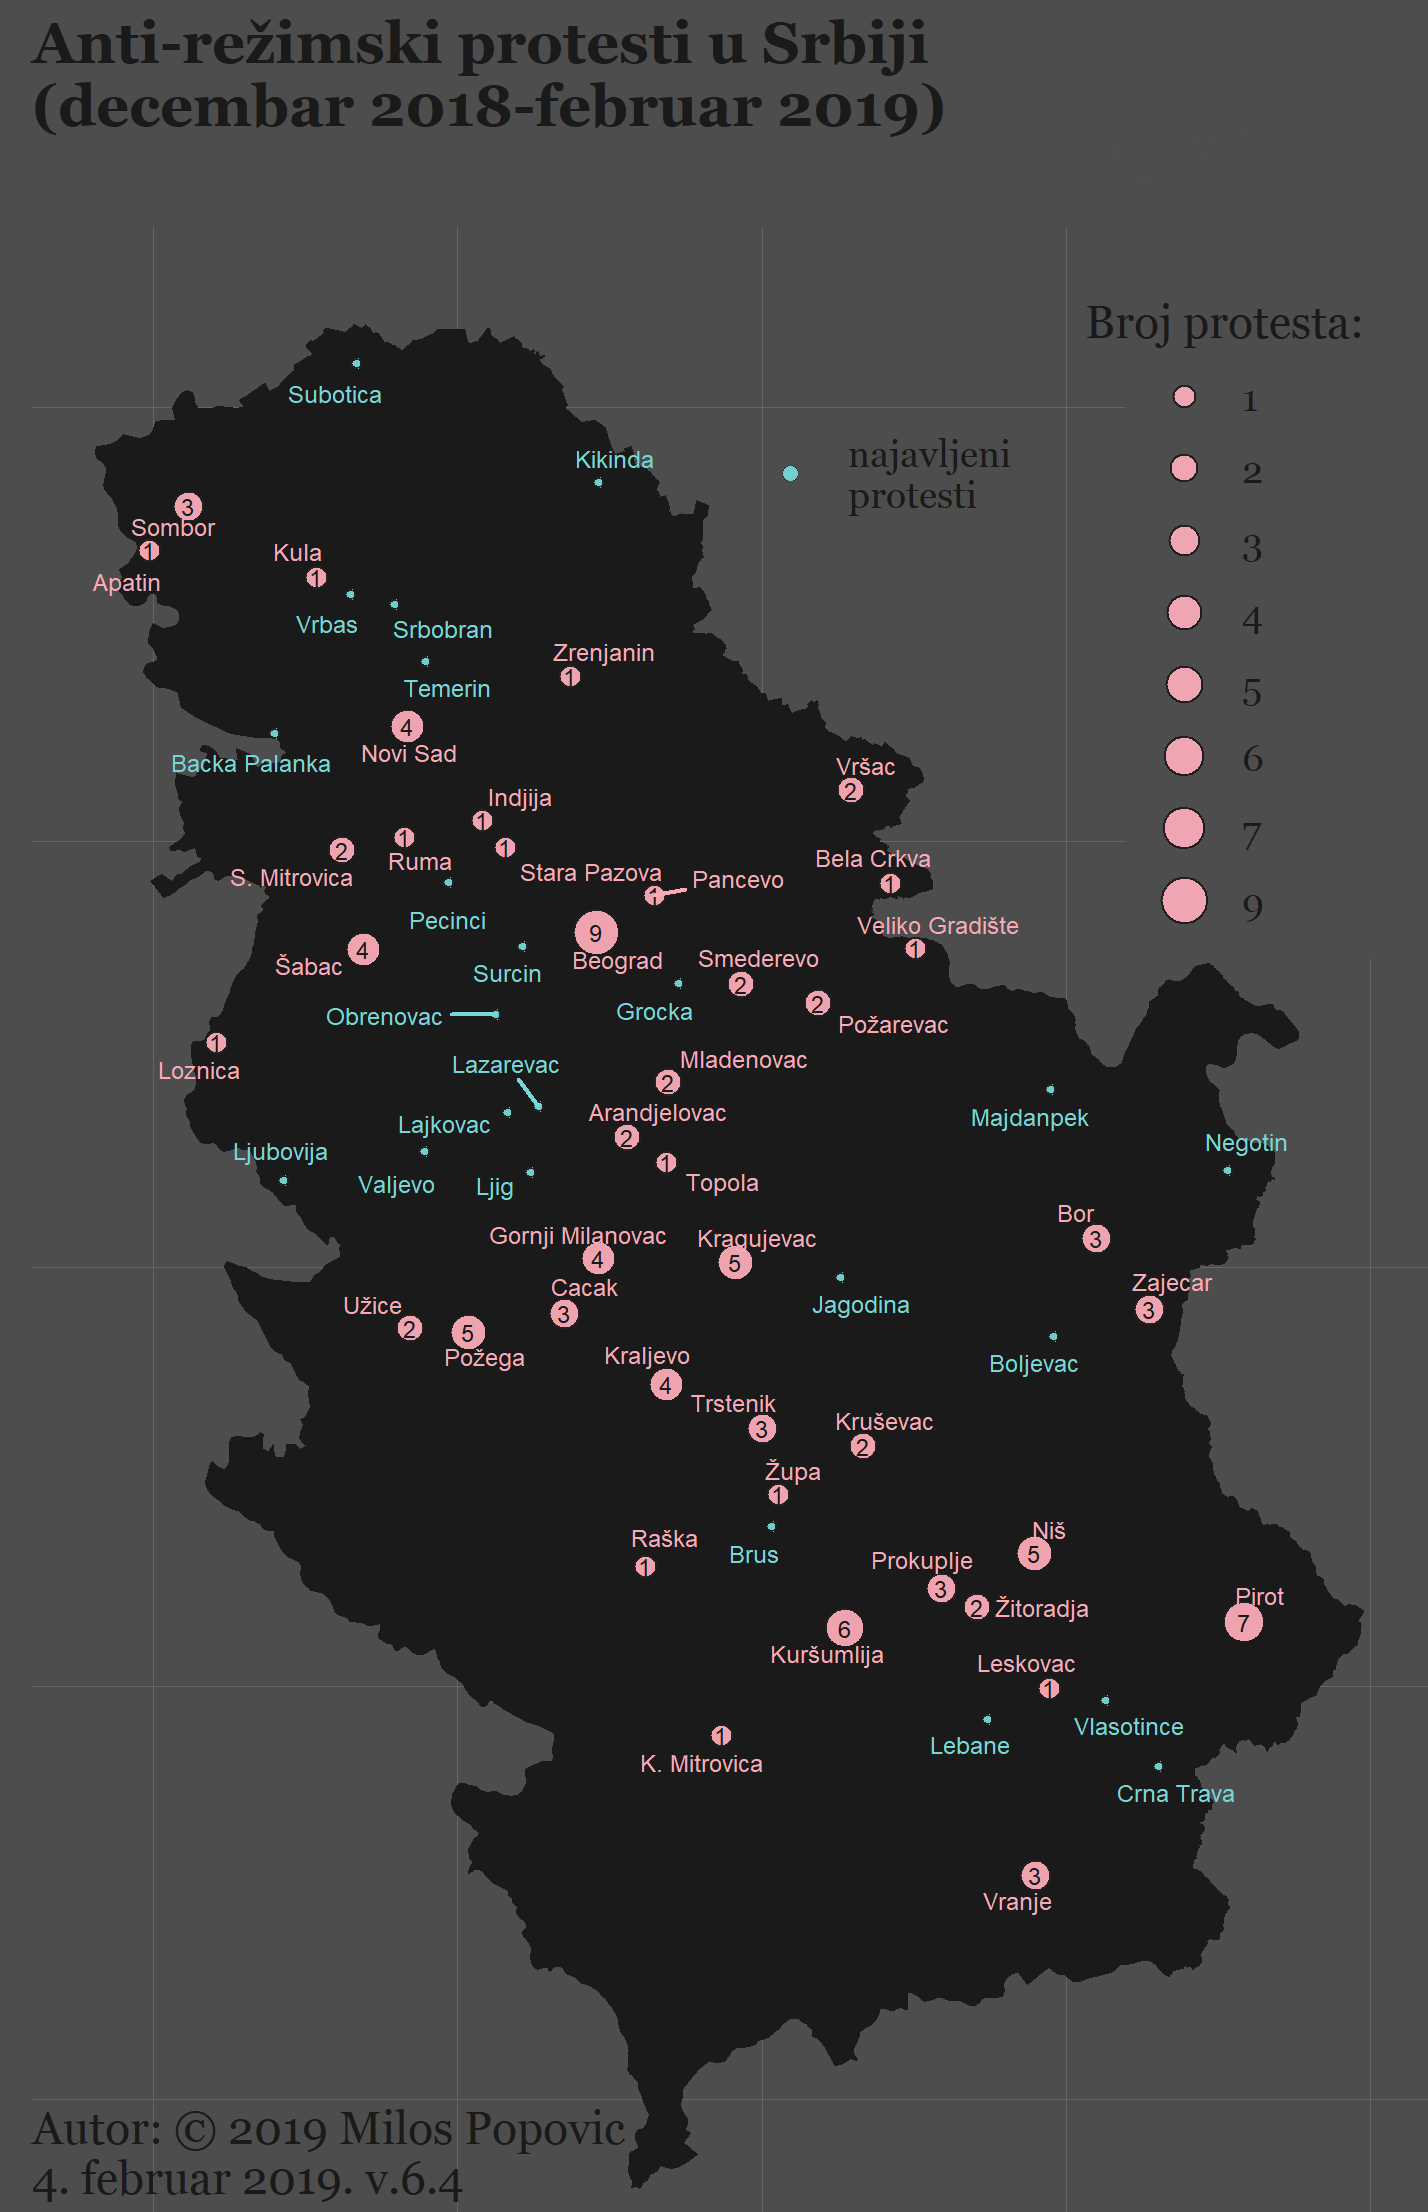 Anti-režimski protesti u Srbiji
(decembar 2018-februar 2019)
Broj protesta:
1
2
3
4
5
6
7
9
najavljeni
protesti
Subotica
Kikinda
3
Sombor
1
Apatin
Kula
1
Vrbas
Srbobran
Temerin
Zrenjanin
1
4
Novi Sad
Backa Palanka
Vršac
2
Indjija
1
1
Ruma
2
S. Mitrovica
1
Stara Pazova
Pancevo
1
Bela Crkva
1
Pecinci
Veliko Gradište
1
9
Beograd
4
Šabac
Surcin
Smederevo
2
2
Požarevac
Grocka
Obrenovac
1
Loznica
Lazarevac
Mladenovac
2
Lajkovac
Arandjelovac
2
Majdanpek
Negotin
Ljubovija
Valjevo
Ljig
1
Topola
Bor
3
Gornji Milanovac
4
Kragujevac
5
Jagodina
Zajecar
3
Cacak
3
Užice
2
5
Požega
Boljevac
Kraljevo
4
Trstenik
3
Kruševac
2
Župa
1
Brus
Raška
1
Niš
5
Prokuplje
3
2
Žitoradja
Pirot
7
6
Kuršumlija
Leskovac
1
Vlasotince
Lebane
1
K. Mitrovica
Crna Trava
3
Vranje
Autor: © 2019 Milos Popovic
4. februar 2019. v.6.4